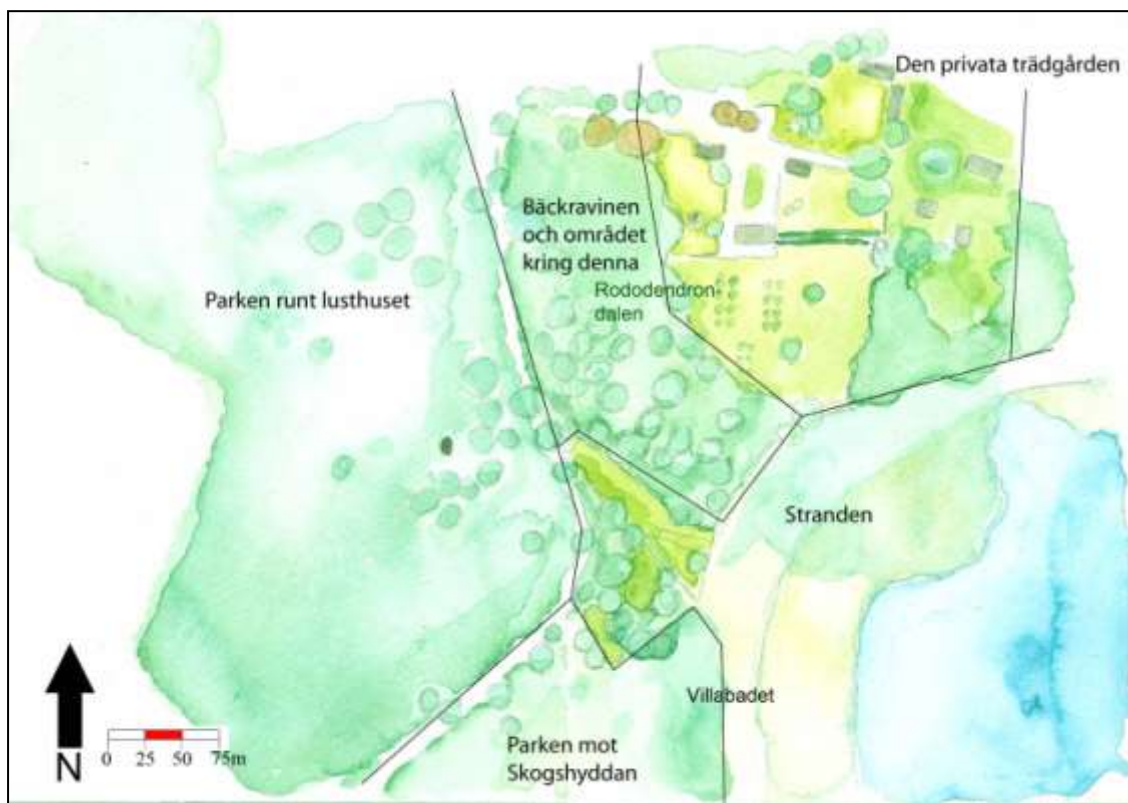 Den privata trädgården
Bäckravinen
och området
kring denna
Rododendron-
dalen
Parken runt lusthuset
Stranden
Villabadet
Parken mot
Skogshyddan
N
0 25 50 75m